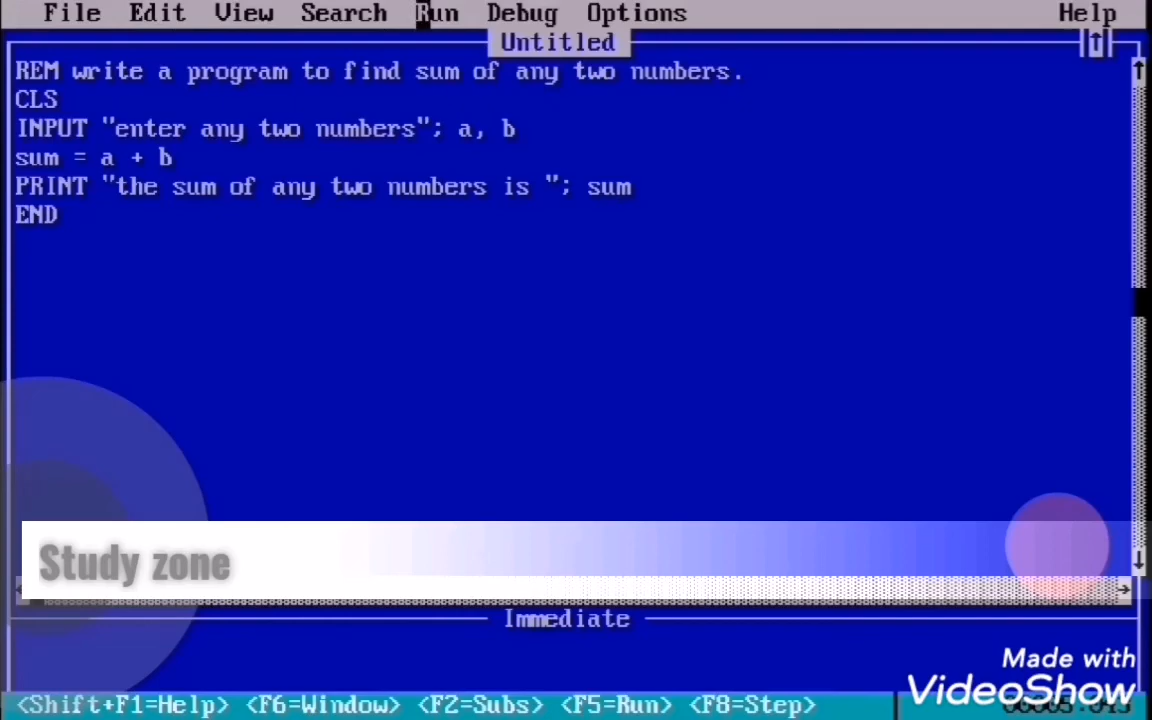 File Edit View Search Run Debug Options Help
Untitled
REM write a program to find sum of any two numbers.
CLS
INPUT "enter any two numbers"; a, b
sum = a + b
PRINT "the sum of any two numbers is "; sum
END
Study zone
Immediate
Made with
VideoShow
<Shift+F1=Help> <F6=Window> <F2=Subs> <F5=Run> <F8=Step>